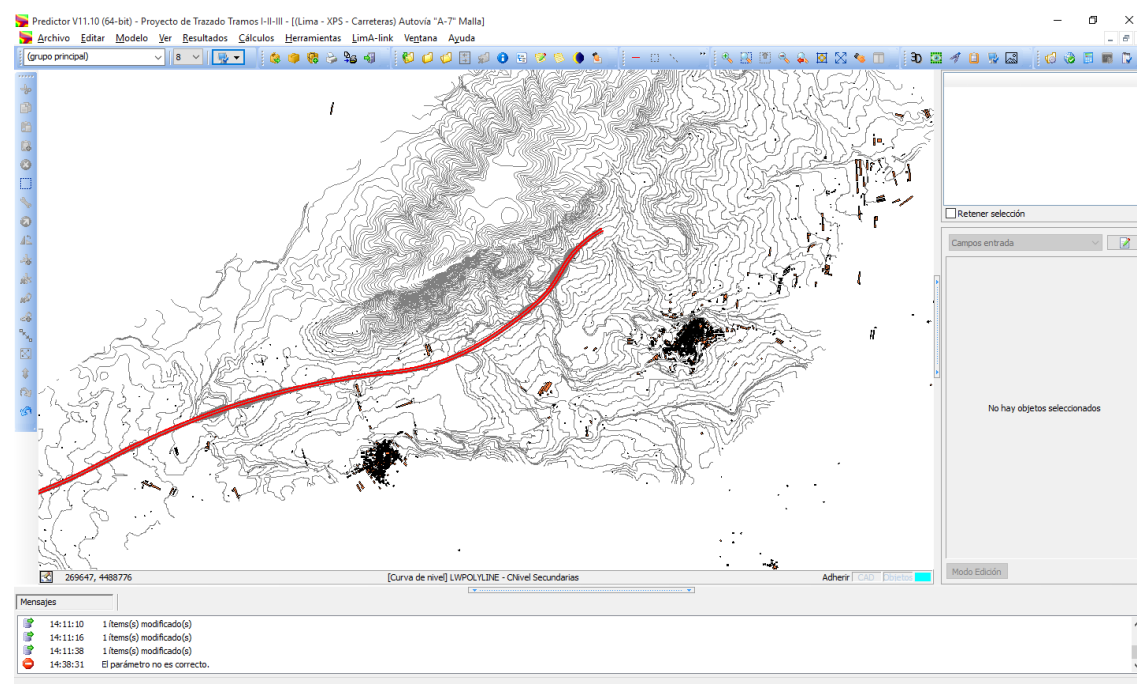 Predictor V11.10 (64-bit) - Proyecto de Trazado Tramos I-II-III - [(Lima - XPS - Carreteras) Autovía "A-7" Malla]
Archivo Editar Modelo Ver Resultados Cálculos Herramientas LimA-link Ventana Ayuda
(grupo principal) 8 3D
Retener selección
Campos entrada
No hay objetos seleccionados
Modo Edición
269647, 4488776 [Curva de nivel] LWPOLYLINE - CNivel Secundarias Adherir CAD Objetos
Mensajes
14:11:10 1 ítems(s) modificado(s)
14:11:16 1 ítems(s) modificado(s)
14:11:38 1 ítems(s) modificado(s)
14:38:31 El parámetro no es correcto.